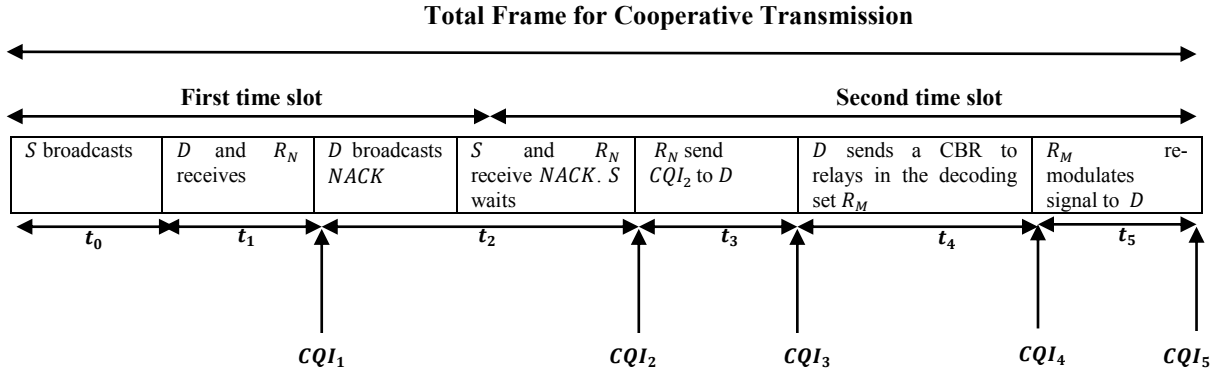 Total Frame for Cooperative Transmission
First time slot
Second time slot
S broadcasts
D and R_N
receives
D broadcasts
NACK
S and R_N
receive NACK. S
waits
R_N send
CQI_2 to D
D sends a CBR to
relays in the decoding
set R_M
R_M re-
modulates
signal to D
t_0
t_1
t_2
t_3
t_4
t_5
CQI_1
CQI_2
CQI_3
CQI_4
CQI_5